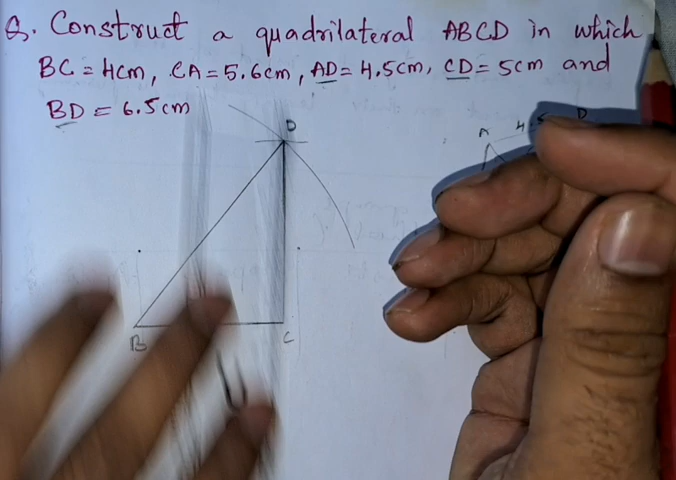 Q. Construct a quadrilateral ABCD in which
BC = 4cm, CA = 5.6cm, AD = 4.5cm, CD = 5cm and
BD = 6.5cm
A D
D
B C